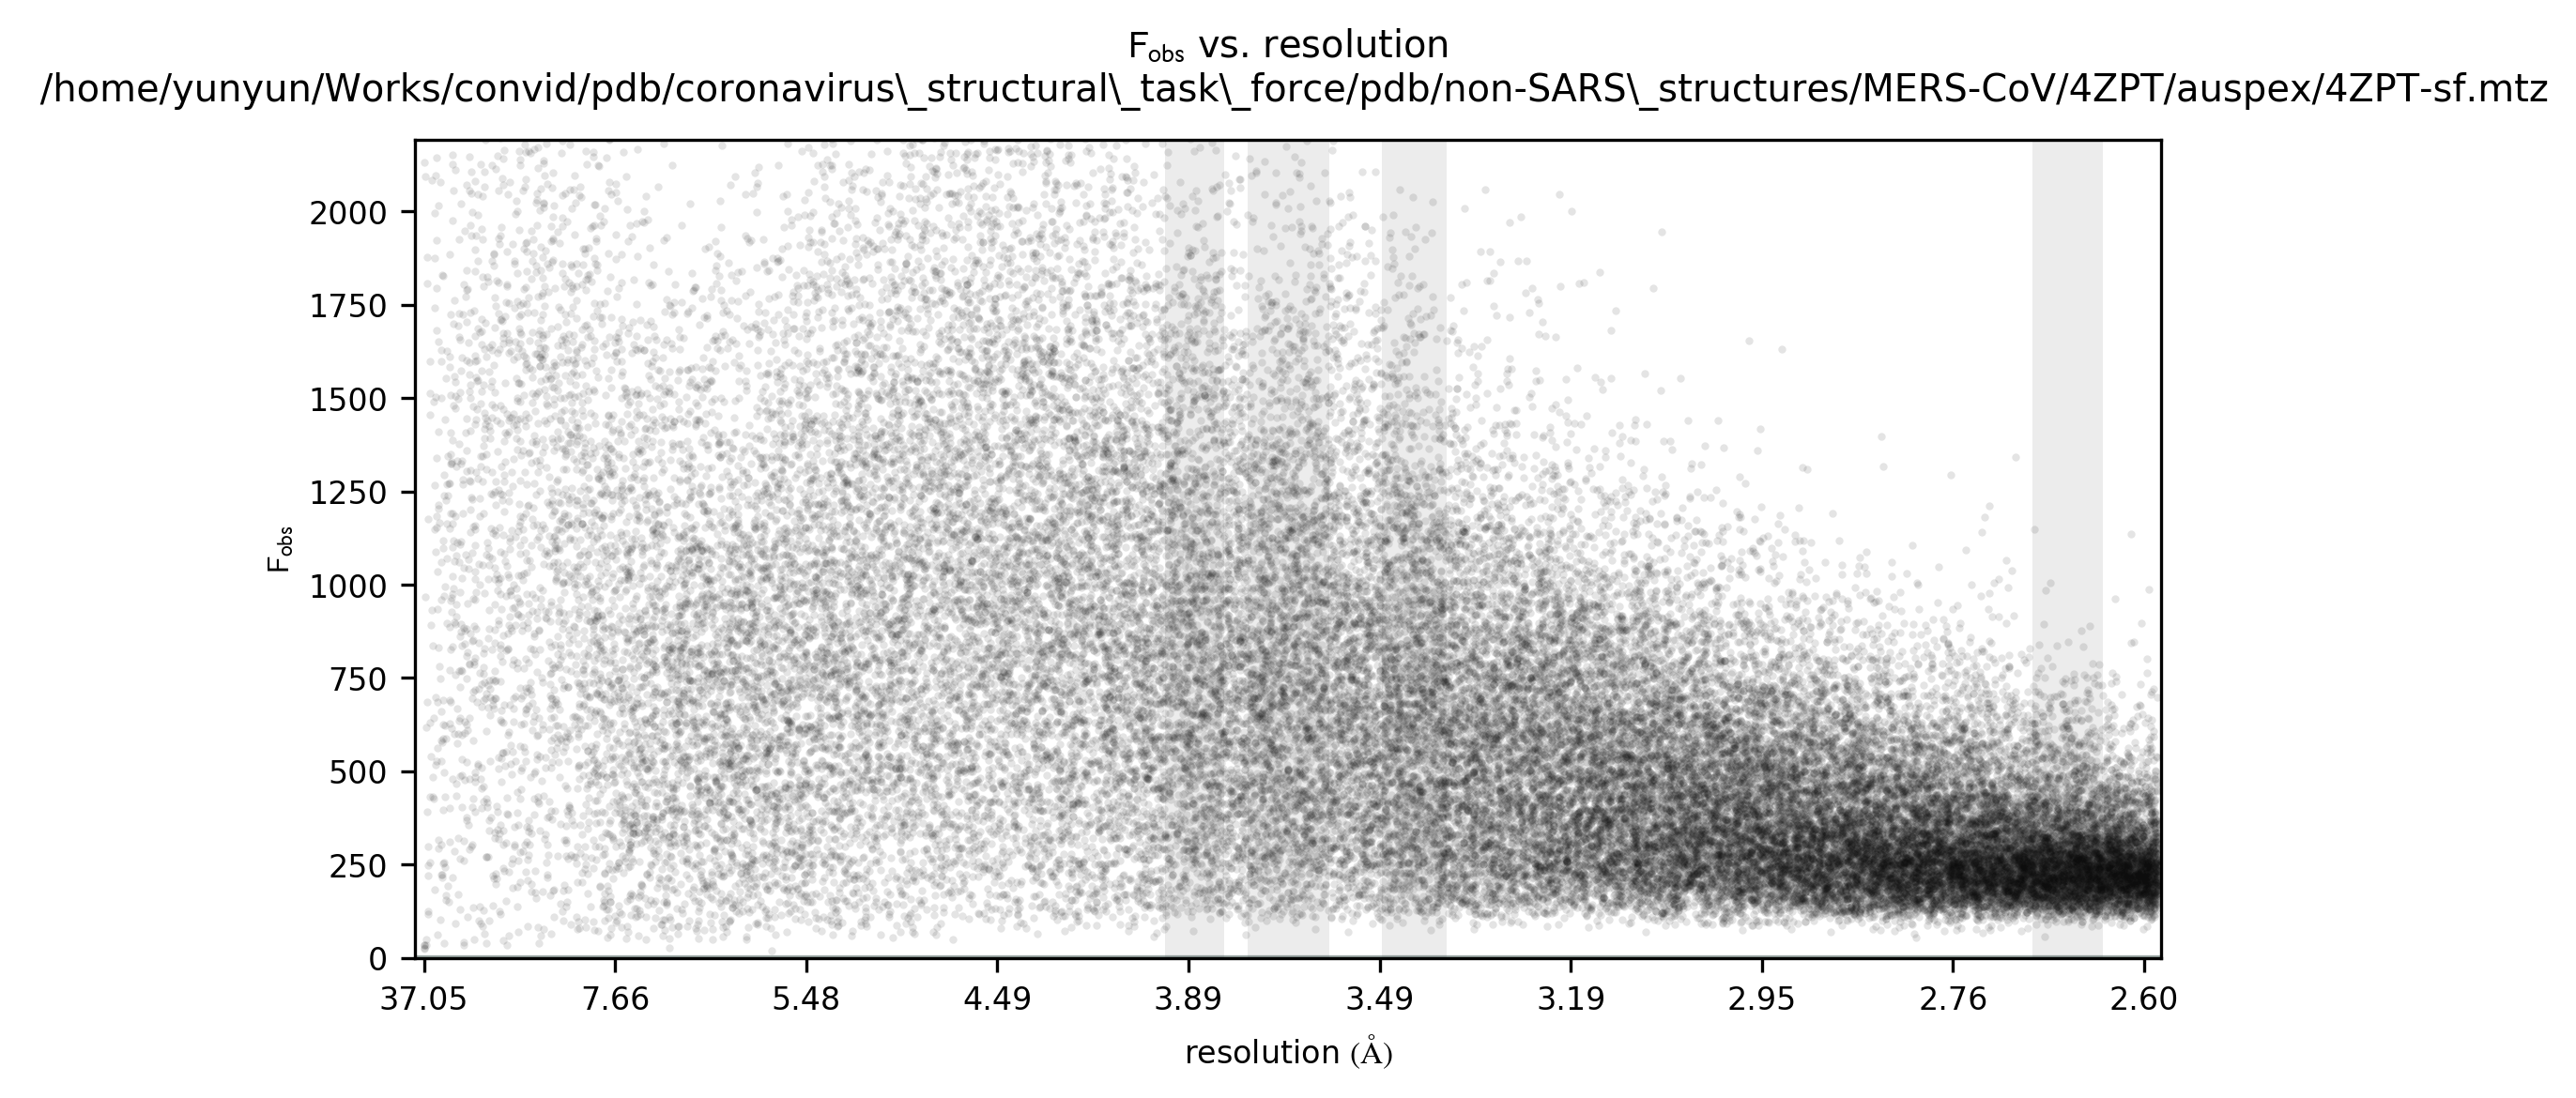 F_obs vs. resolution
/home/yunyun/Works/convid/pdb/coronavirus\_structural\_task\_force/pdb/non-SARS\_structures/MERS-CoV/4ZPT/auspex/4ZPT-sf.mtz
2000
1750
1500
1250
1000
750
500
250
0
F_obs
37.05 7.66 5.48 4.49 3.89 3.49 3.19 2.95 2.76 2.60
resolution (Å)